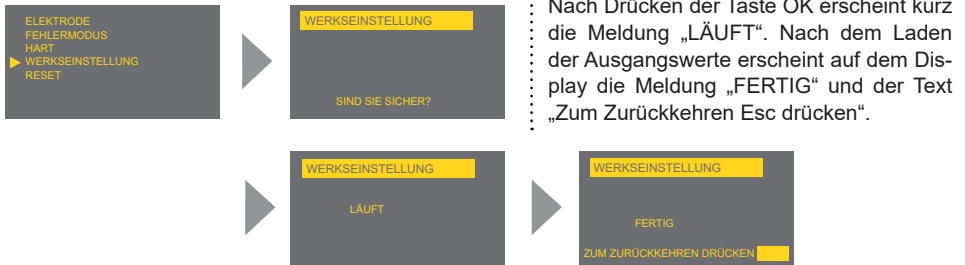 ELEKTRODE
FEHLERMODUS
HART
WERKSEINSTELLUNG
RESET
WERKSEINSTELLUNG
SIND SIE SICHER?
Nach Drücken der Taste OK erscheint kurz
die Meldung „LÄUFT“. Nach dem Laden
der Ausgangswerte erscheint auf dem Dis-
play die Meldung „FERTIG“ und der Text
„Zum Zurückkehren Esc drücken“.
WERKSEINSTELLUNG
LÄUFT
WERKSEINSTELLUNG
FERTIG
ZUM ZURÜCKKEHREN DRÜCKEN